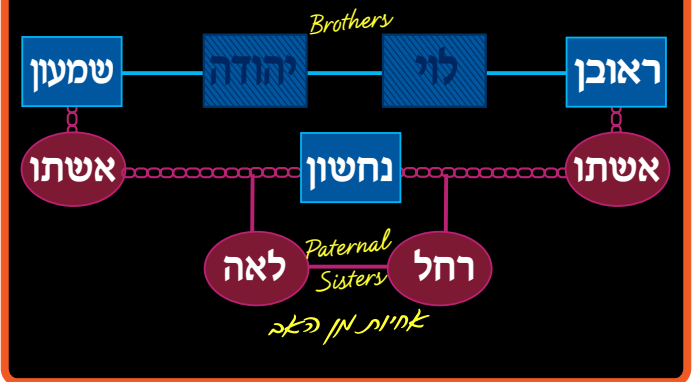 Brothers
ראובן לוי יהודה שמעון
אשתו נחשון אשתו
רחל Paternal לאה
Sisters
אחיות מן האב